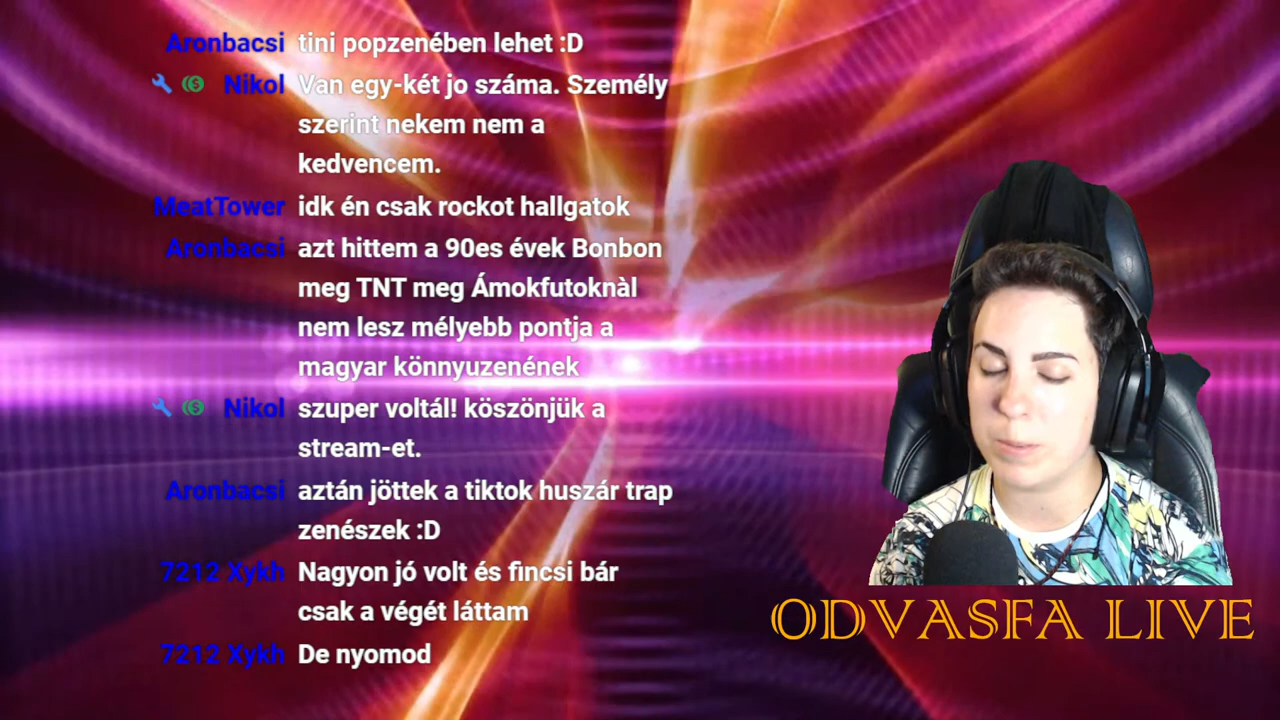 Aronbacsi tini popzenében lehet :D
Nikol Van egy-két jo száma. Személy
szerint nekem nem a
kedvencem.
MeatTower idk én csak rockot hallgatok
Aronbacsi azt hittem a 90es évek Bonbon
meg TNT meg Ámokfutoknàl
nem lesz mélyebb pontja a
magyar könnyuzenének
Nikol szuper voltál! köszönjük a
stream-et.
Aronbacsi aztán jöttek a tiktok huszár trap
zenészek :D
7212 Xykh Nagyon jó volt és fincsi bár
csak a végét láttam
7212 Xykh De nyomod
ODVASFA LIVE